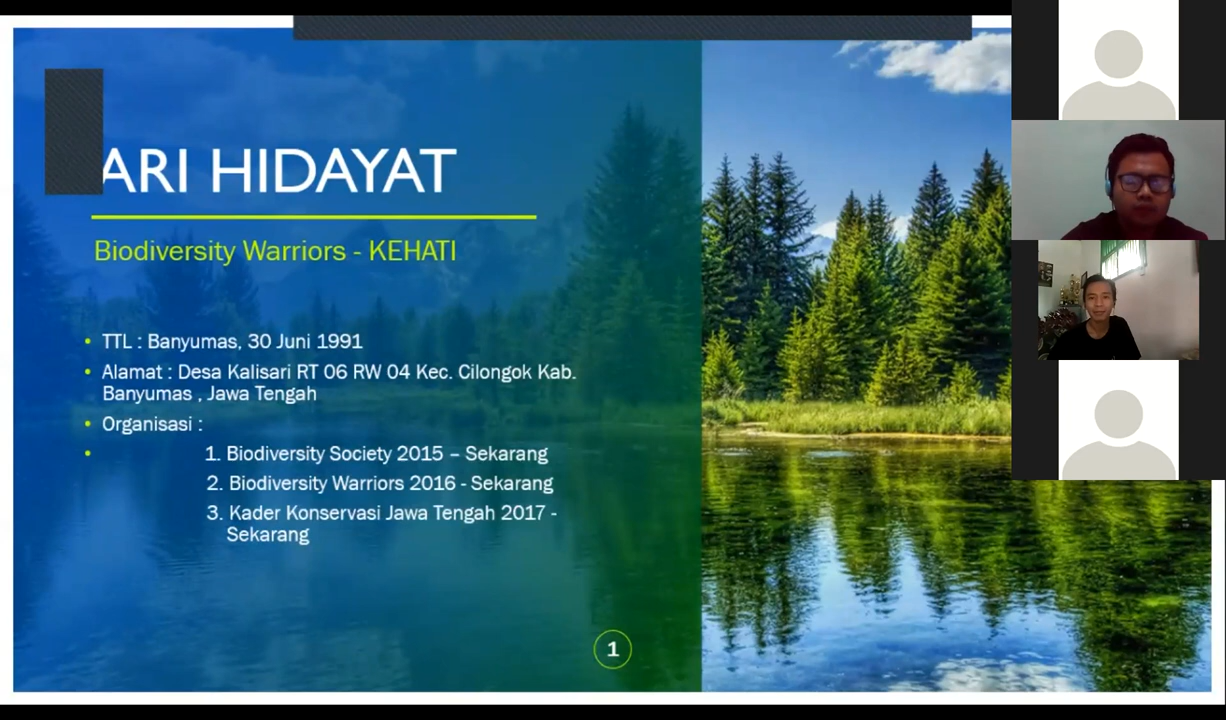 ARI HIDAYAT
Biodiversity Warriors - KEHATI
• TTL : Banyumas, 30 Juni 1991
• Alamat : Desa Kalisari RT 06 RW 04 Kec. Cilongok Kab.
Banyumas , Jawa Tengah
• Organisasi :
• 1. Biodiversity Society 2015 – Sekarang
2. Biodiversity Warriors 2016 - Sekarang
3. Kader Konservasi Jawa Tengah 2017 -
Sekarang
1